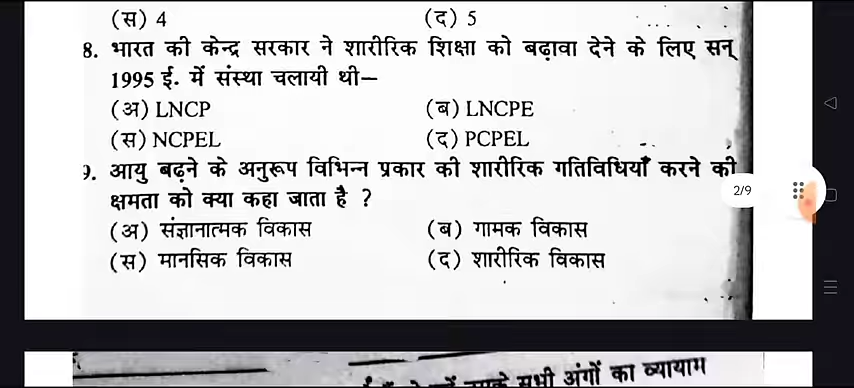 (स) 4 (द) 5
8. भारत की केन्द्र सरकार ने शारीरिक शिक्षा को बढ़ावा देने के लिए सन्
1995 ई. में संस्था चलायी थी—
(अ) LNCP (ब) LNCPE
(स) NCPEL (द) PCPEL
9. आयु बढ़ने के अनुरूप विभिन्न प्रकार की शारीरिक गतिविधियाँ करने की
क्षमता को क्या कहा जाता है ?
2/9
(अ) संज्ञानात्मक विकास (ब) गामक विकास
(स) मानसिक विकास (द) शारीरिक विकास
सभी अंगों का व्यायाम